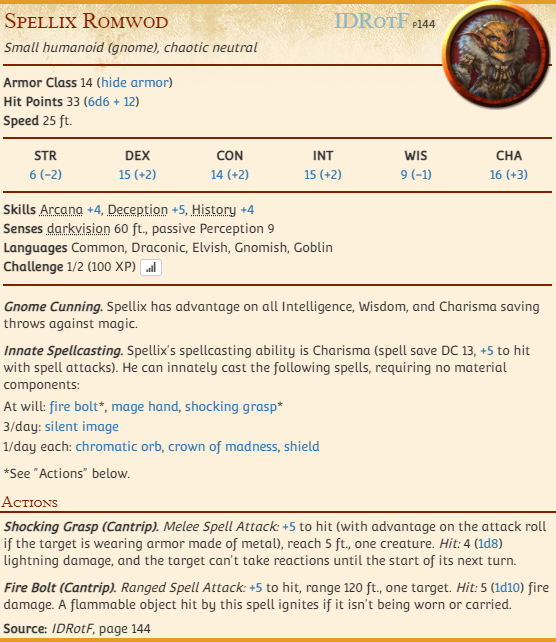 Spellix Romwod IDRotF p144
Small humanoid (gnome), chaotic neutral
Armor Class 14 (hide armor)
Hit Points 33 (6d6 + 12)
Speed 25 ft.
STR DEX CON INT WIS CHA
6 (−2) 15 (+2) 14 (+2) 15 (+2) 9 (−1) 16 (+3)
Skills Arcana +4, Deception +5, History +4
Senses darkvision 60 ft., passive Perception 9
Languages Common, Draconic, Elvish, Gnomish, Goblin
Challenge 1/2 (100 XP)
Gnome Cunning. Spellix has advantage on all Intelligence, Wisdom, and Charisma saving
throws against magic.
Innate Spellcasting. Spellix's spellcasting ability is Charisma (spell save DC 13, +5 to hit
with spell attacks). He can innately cast the following spells, requiring no material
components:
At will: fire bolt*, mage hand, shocking grasp*
3/day: silent image
1/day each: chromatic orb, crown of madness, shield
*See "Actions" below.
Actions
Shocking Grasp (Cantrip). Melee Spell Attack: +5 to hit (with advantage on the attack roll
if the target is wearing armor made of metal), reach 5 ft., one creature. Hit: 4 (1d8)
lightning damage, and the target can't take reactions until the start of its next turn.
Fire Bolt (Cantrip). Ranged Spell Attack: +5 to hit, range 120 ft., one target. Hit: 5 (1d10) fire
damage. A flammable object hit by this spell ignites if it isn't being worn or carried.
Source: IDRotF, page 144